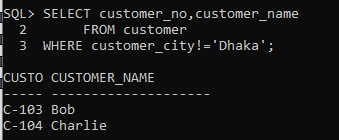 SQL> SELECT customer_no,customer_name
2 FROM customer
3 WHERE customer_city!='Dhaka';
CUSTO CUSTOMER_NAME
----- --------------------
C-103 Bob
C-104 Charlie